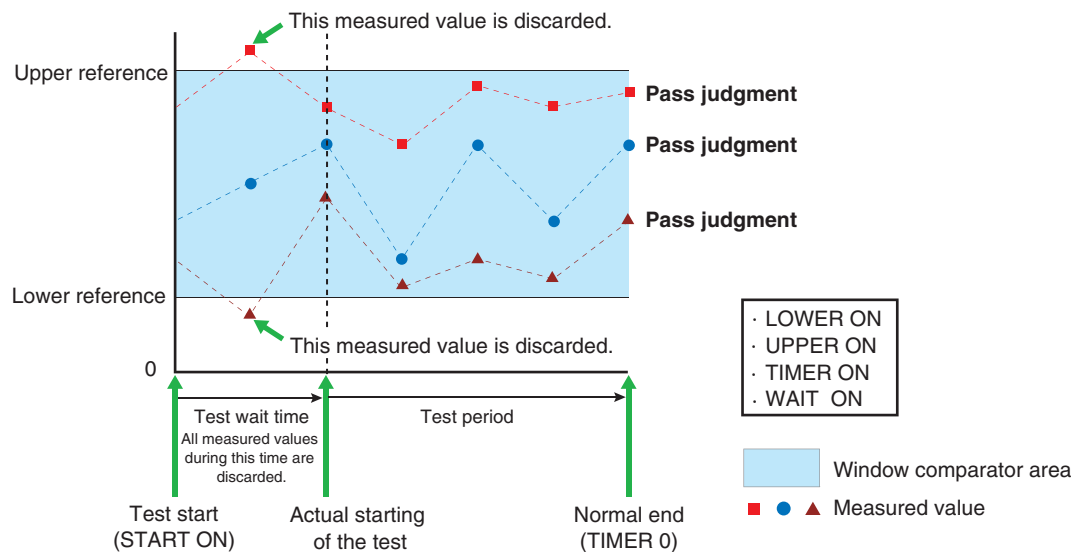 This measured value is discarded.
Upper reference
Pass judgment
Pass judgment
Pass judgment
Lower reference
This measured value is discarded.
0
Test wait time
All measured values
during this time are
discarded.
Test period
Test start
(START ON)
Actual starting
of the test
Normal end
(TIMER 0)
· LOWER ON
· UPPER ON
· TIMER ON
· WAIT ON
Window comparator area
Measured value